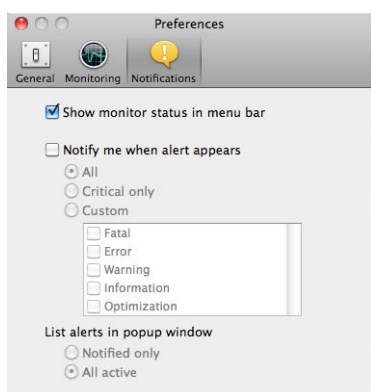 Preferences
General Monitoring Notifications
Show monitor status in menu bar
Notify me when alert appears
All
Critical only
Custom
Fatal
Error
Warning
Information
Optimization
List alerts in popup window
Notified only
All active